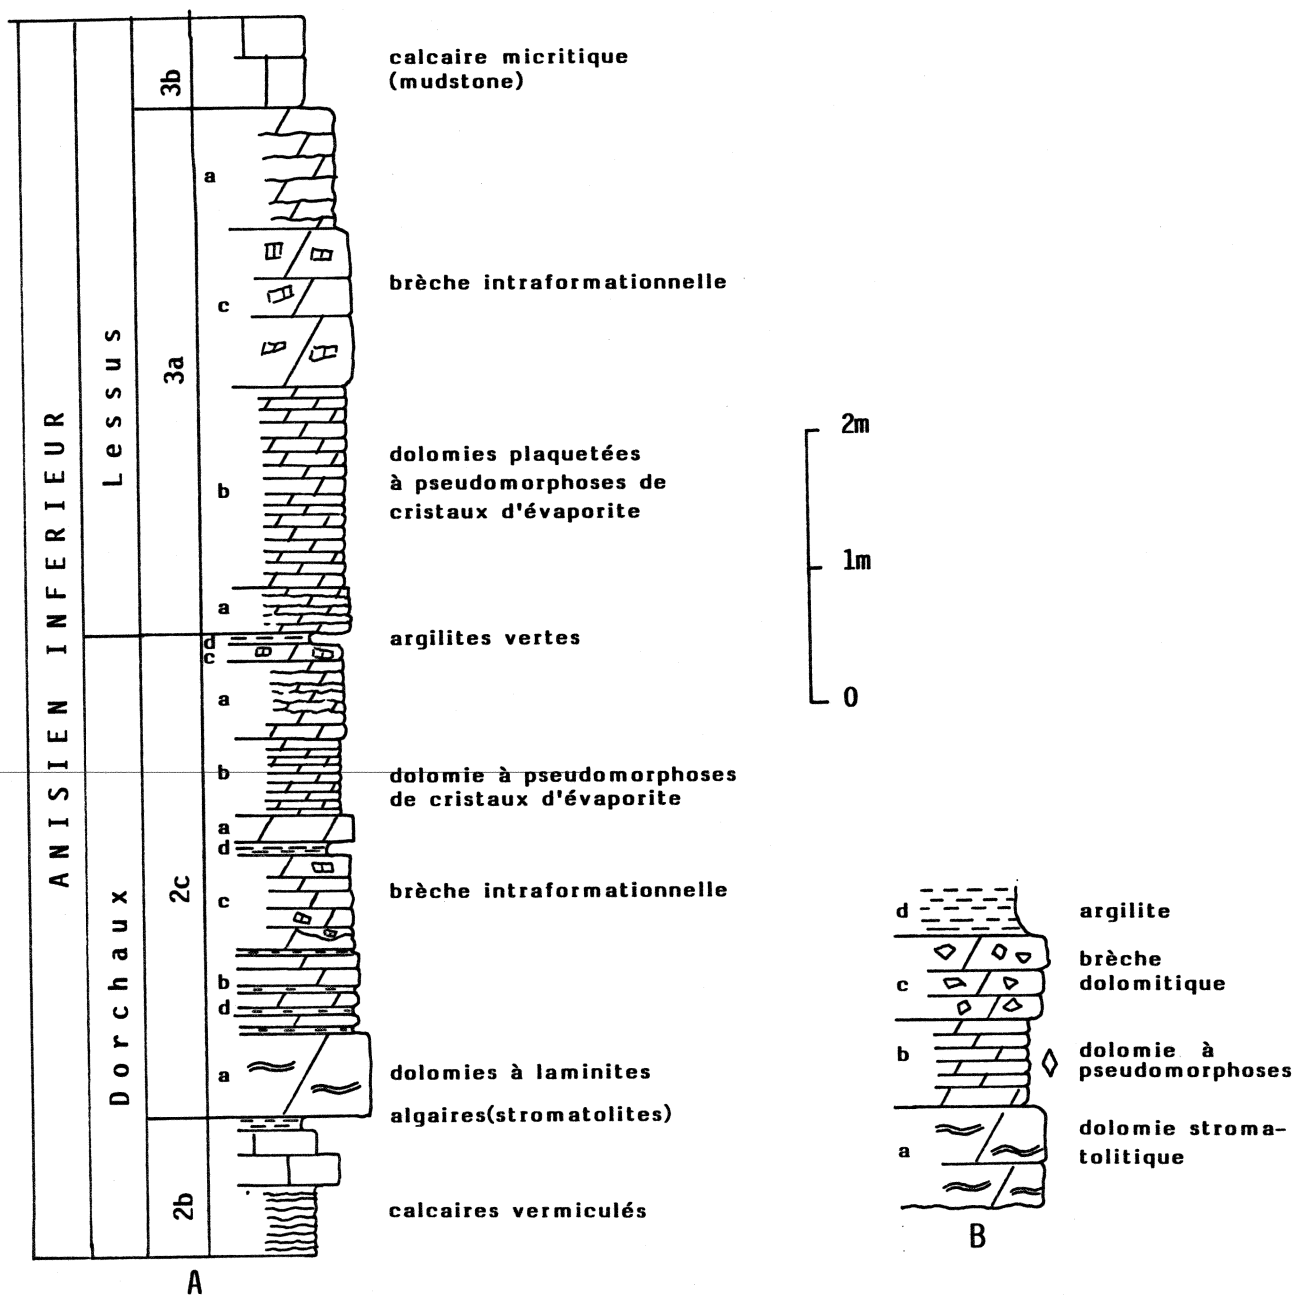 ANISIEN INFERIEUR
Lessus
Dorchaux
3b
3a
2c
2b
a
c
b
a
d
c
a
b
a
d
c
b
d
a
calcaire micritique
(mudstone)
brèche intraformationnelle
dolomies plaquetées
à pseudomorphoses de
cristaux d'évaporite
argilites vertes
dolomie à pseudomorphoses
de cristaux d'évaporite
brèche intraformationnelle
dolomies à laminites
algaires(stromatolites)
calcaires vermiculés
A
2m
1m
0
d
argilite
c
brèche
dolomitique
b
dolomie à
pseudomorphoses
a
dolomie stroma-
tolitique
B